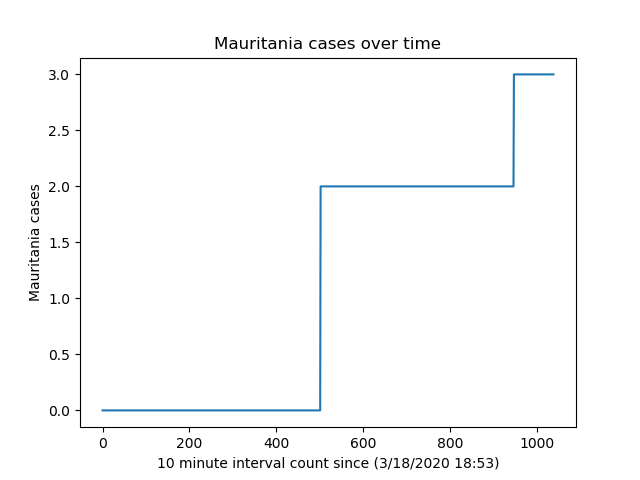 Mauritania cases over time
3.0
2.5
2.0
1.5
1.0
0.5
0.0
Mauritania cases
0 200 400 600 800 1000
10 minute interval count since (3/18/2020 18:53)